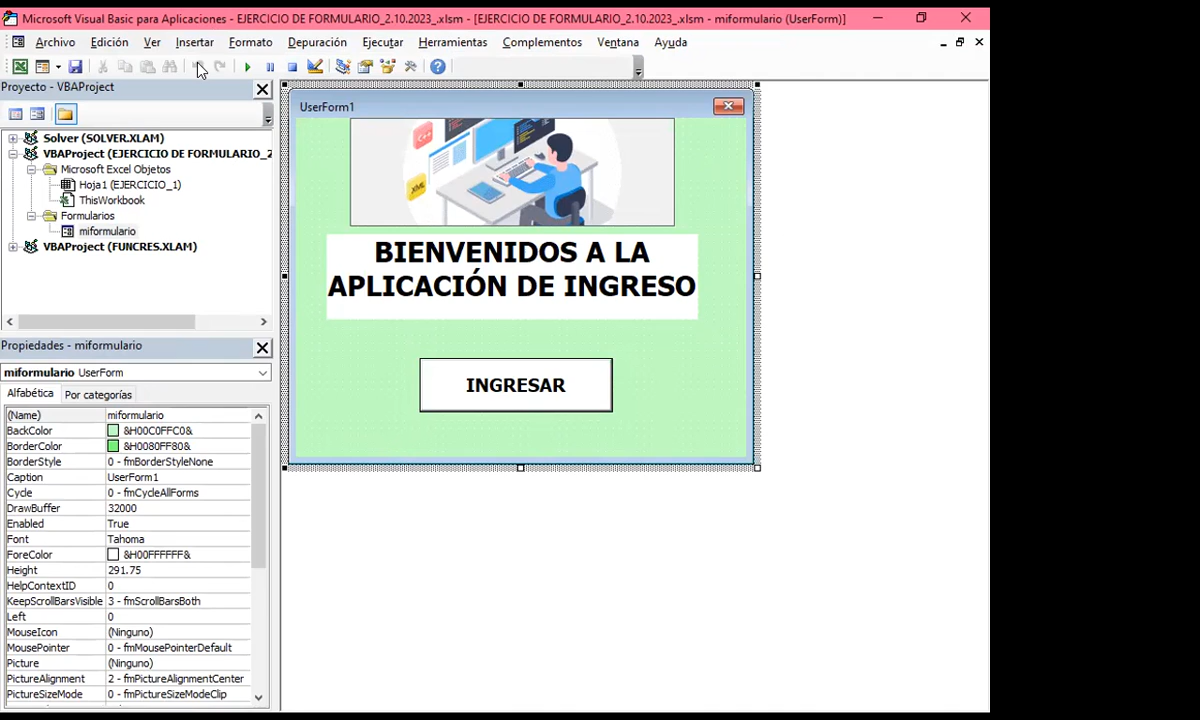 Microsoft Visual Basic para Aplicaciones - EJERCICIO DE FORMULARIO_2.10.2023_.xlsm - [EJERCICIO DE FORMULARIO_2.10.2023_.xlsm - miformulario (UserForm)]
Archivo Edición Ver Insertar Formato Depuración Ejecutar Herramientas Complementos Ventana Ayuda
Proyecto - VBAProject
Solver (SOLVER.XLAM)
VBAProject (EJERCICIO DE FORMULARIO_2
Microsoft Excel Objetos
Hoja1 (EJERCICIO_1)
ThisWorkbook
Formularios
miformulario
VBAProject (FUNCRES.XLAM)
Propiedades - miformulario
miformulario UserForm
Alfabética Por categorías
(Name) miformulario
BackColor &H00C0FFC0&
BorderColor &H0080FF80&
BorderStyle 0 - fmBorderStyleNone
Caption UserForm1
Cycle 0 - fmCycleAllForms
DrawBuffer 32000
Enabled True
Font Tahoma
ForeColor &H00FFFFFF&
Height 291.75
HelpContextID 0
KeepScrollBarsVisible 3 - fmScrollBarsBoth
Left 0
MouseIcon (Ninguno)
MousePointer 0 - fmMousePointerDefault
Picture (Ninguno)
PictureAlignment 2 - fmPictureAlignmentCenter
PictureSizeMode 0 - fmPictureSizeModeClip
UserForm1
C++
XML
BIENVENIDOS A LA
APLICACIÓN DE INGRESO
INGRESAR